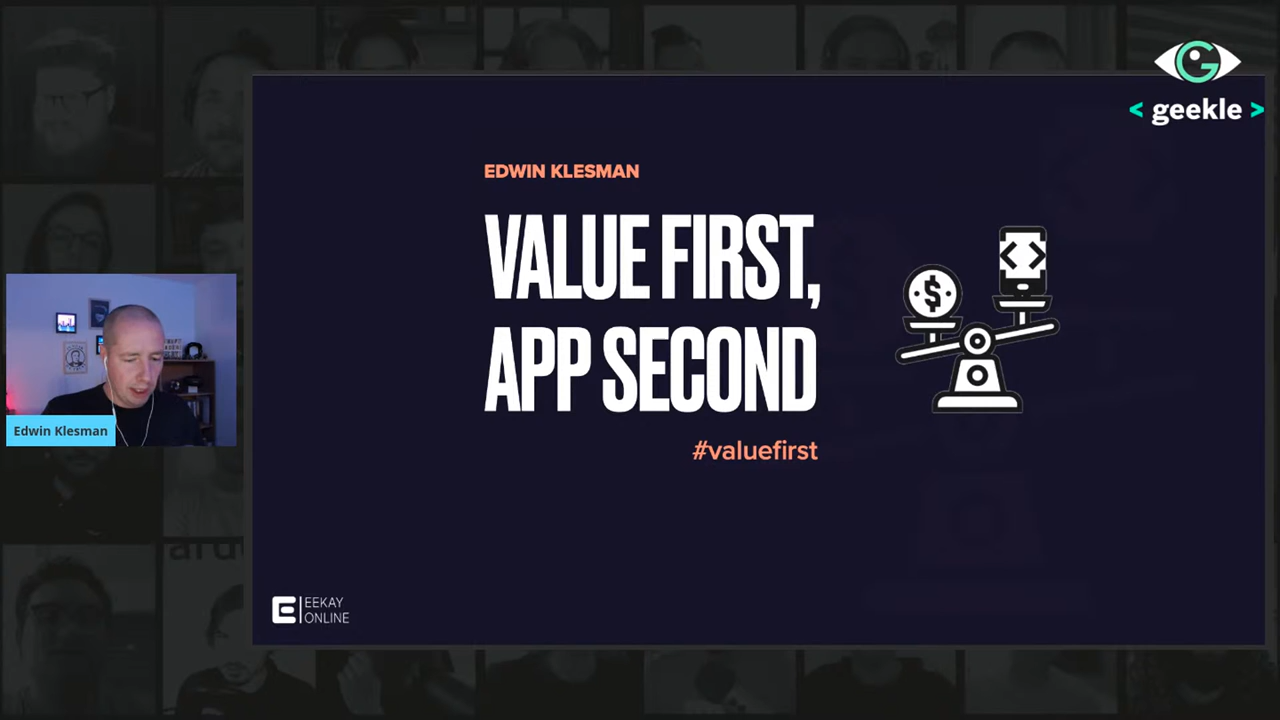 < geekle >
EDWIN KLESMAN
VALUE FIRST,
APP SECOND
#valuefirst
Edwin Klesman
EEKAY
ONLINE